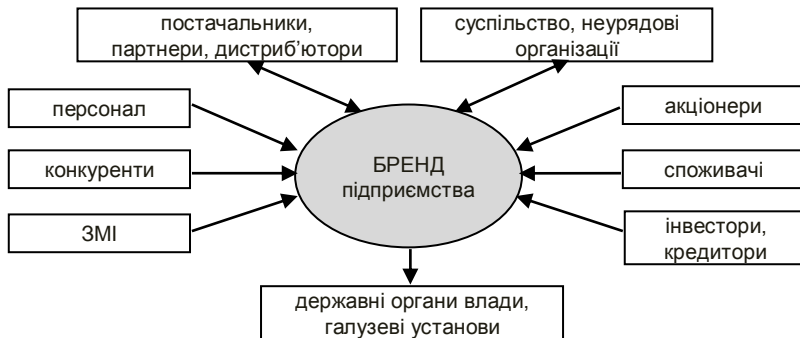 постачальники,
партнери, дистриб’ютори
суспільство, неурядові
організації
персонал
акціонери
конкуренти
БРЕНД
підприємства
споживачі
ЗМІ
інвестори,
кредитори
державні органи влади,
галузеві установи